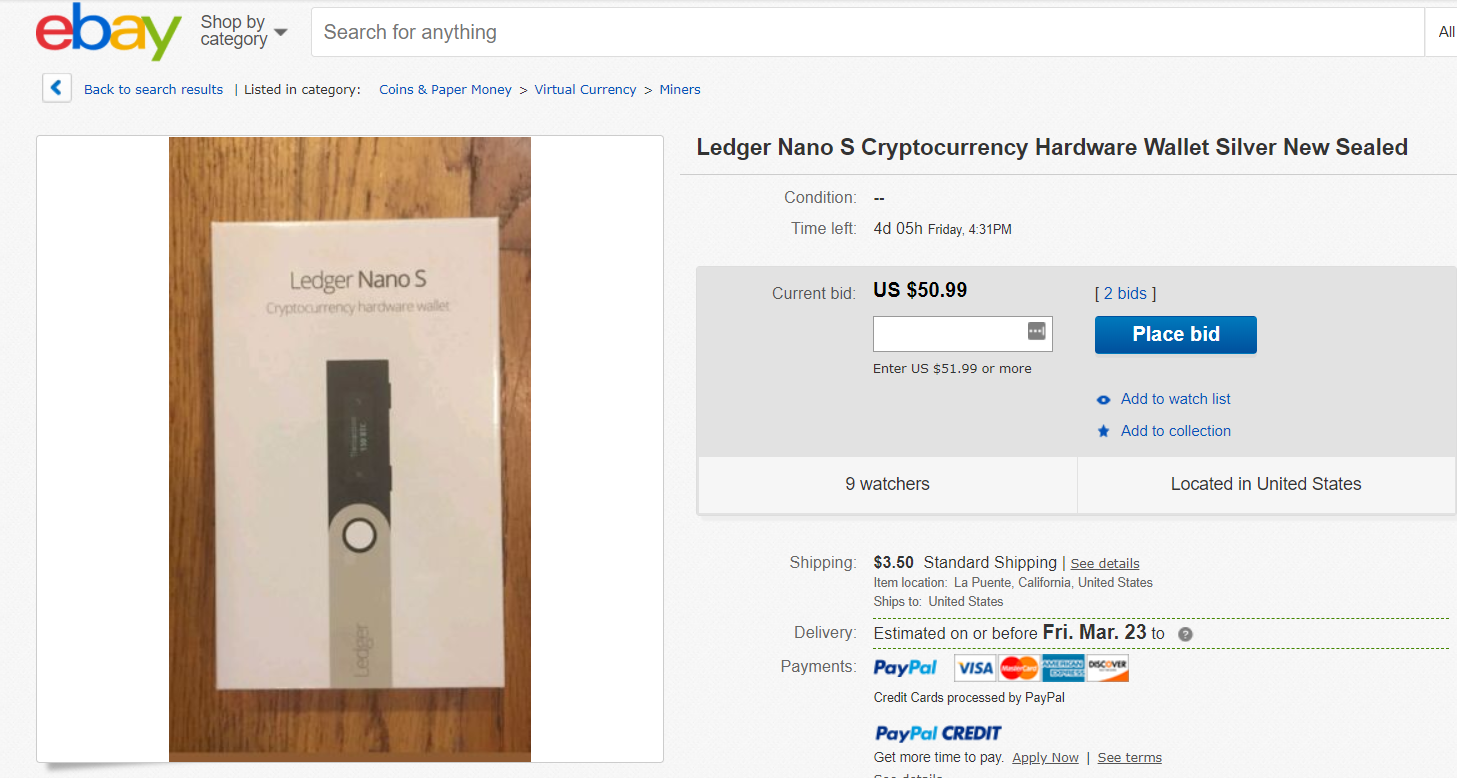 ebay
Shop by
category
Search for anything
All
Back to search results | Listed in category: Coins & Paper Money > Virtual Currency > Miners
Ledger Nano S Cryptocurrency Hardware Wallet Silver New Sealed
Condition: --
Time left: 4d 05h Friday, 4:31PM
Current bid: US $50.99 [ 2 bids ]
Place bid
Enter US $51.99 or more
Add to watch list
Add to collection
9 watchers Located in United States
Shipping: $3.50 Standard Shipping | See details
Item location: La Puente, California, United States
Ships to: United States
Delivery: Estimated on or before Fri. Mar. 23 to ?
Payments: PayPal VISA MasterCard AMERICAN EXPRESS DISCOVER
Credit Cards processed by PayPal
PayPal CREDIT
Get more time to pay. Apply Now | See terms
See details
Ledger Nano S
Cryptocurrency hardware wallet
Ledger